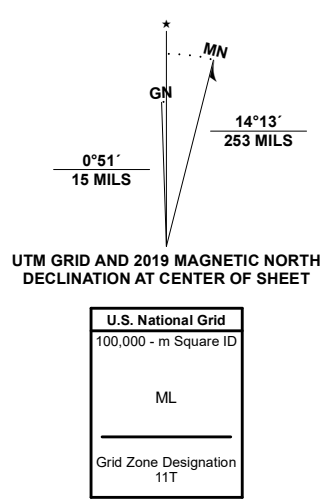 ★
MN
GN
14°13´
253 MILS
0°51´
15 MILS
UTM GRID AND 2019 MAGNETIC NORTH
DECLINATION AT CENTER OF SHEET
U.S. National Grid
100,000 - m Square ID
ML
Grid Zone Designation
11T